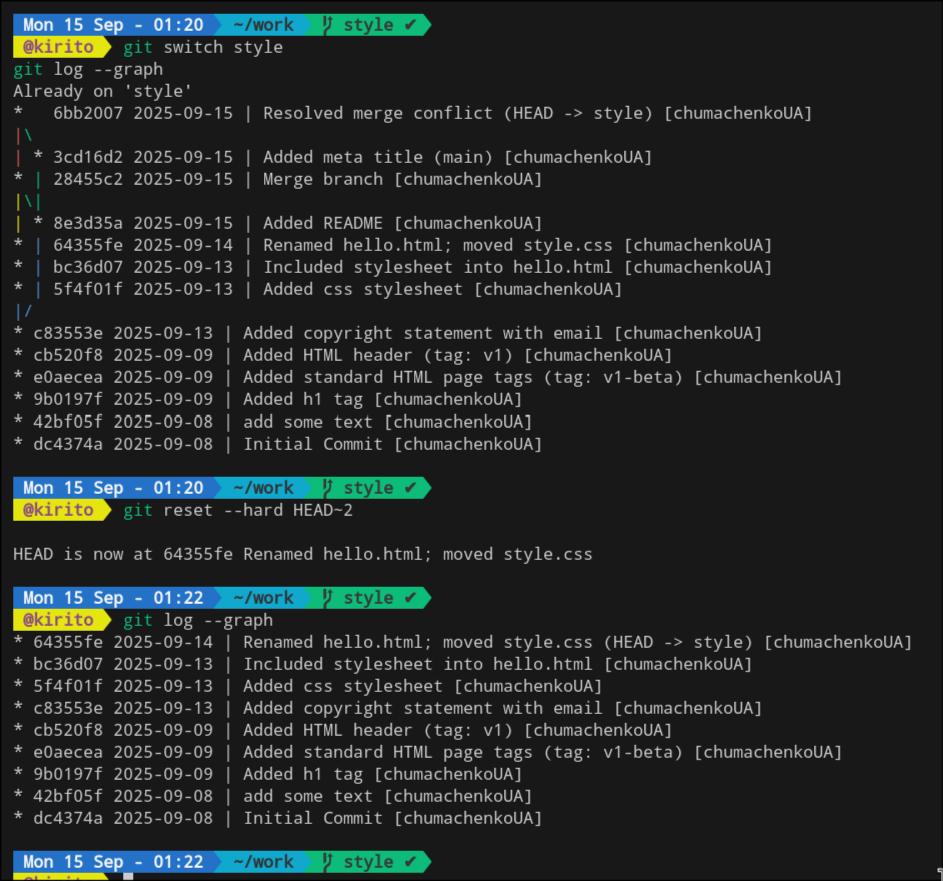 Mon 15 Sep - 01:20 ~/work style ✔
@kirito git switch style
git log --graph
Already on 'style'
*   6bb2007 2025-09-15 | Resolved merge conflict (HEAD -> style) [chumachenkoUA]
|\
| * 3cd16d2 2025-09-15 | Added meta title (main) [chumachenkoUA]
* | 28455c2 2025-09-15 | Merge branch [chumachenkoUA]
|\|
| * 8e3d35a 2025-09-15 | Added README [chumachenkoUA]
* | 64355fe 2025-09-14 | Renamed hello.html; moved style.css [chumachenkoUA]
* | bc36d07 2025-09-13 | Included stylesheet into hello.html [chumachenkoUA]
* | 5f4f01f 2025-09-13 | Added css stylesheet [chumachenkoUA]
|/
* c83553e 2025-09-13 | Added copyright statement with email [chumachenkoUA]
* cb520f8 2025-09-09 | Added HTML header (tag: v1) [chumachenkoUA]
* e0aecea 2025-09-09 | Added standard HTML page tags (tag: v1-beta) [chumachenkoUA]
* 9b0197f 2025-09-09 | Added h1 tag [chumachenkoUA]
* 42bf05f 2025-09-08 | add some text [chumachenkoUA]
* dc4374a 2025-09-08 | Initial Commit [chumachenkoUA]
Mon 15 Sep - 01:20 ~/work style ✔
@kirito git reset --hard HEAD~2
HEAD is now at 64355fe Renamed hello.html; moved style.css
Mon 15 Sep - 01:22 ~/work style ✔
@kirito git log --graph
* 64355fe 2025-09-14 | Renamed hello.html; moved style.css (HEAD -> style) [chumachenkoUA]
* bc36d07 2025-09-13 | Included stylesheet into hello.html [chumachenkoUA]
* 5f4f01f 2025-09-13 | Added css stylesheet [chumachenkoUA]
* c83553e 2025-09-13 | Added copyright statement with email [chumachenkoUA]
* cb520f8 2025-09-09 | Added HTML header (tag: v1) [chumachenkoUA]
* e0aecea 2025-09-09 | Added standard HTML page tags (tag: v1-beta) [chumachenkoUA]
* 9b0197f 2025-09-09 | Added h1 tag [chumachenkoUA]
* 42bf05f 2025-09-08 | add some text [chumachenkoUA]
* dc4374a 2025-09-08 | Initial Commit [chumachenkoUA]
Mon 15 Sep - 01:22 ~/work style ✔